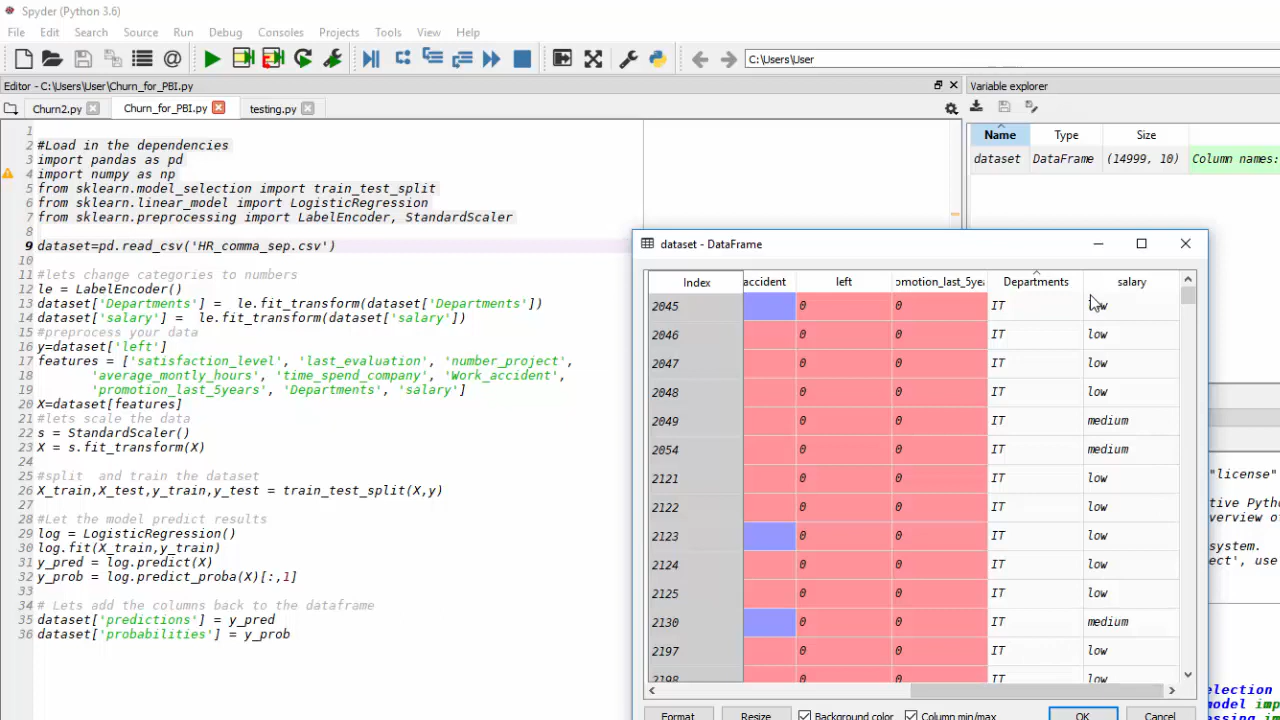 Spyder (Python 3.6)
File Edit Search Source Run Debug Consoles Projects Tools View Help
C:\Users\User
Editor - C:\Users\User\Churn_for_PBI.py
Variable explorer
Churn2.py Churn_for_PBI.py testing.py
Name Type Size
dataset DataFrame (14999, 10) Column names:
1
2 #Load in the dependencies
3 import pandas as pd
4 import numpy as np
5 from sklearn.model_selection import train_test_split
6 from sklearn.linear_model import LogisticRegression
7 from sklearn.preprocessing import LabelEncoder, StandardScaler
8
9 dataset=pd.read_csv('HR_comma_sep.csv')
10
11 #lets change categories to numbers
12 le = LabelEncoder()
13 dataset['Departments'] =  le.fit_transform(dataset['Departments'])
14 dataset['salary'] =  le.fit_transform(dataset['salary'])
15 #preprocess your data
16 y=dataset['left']
17 features = ['satisfaction_level', 'last_evaluation', 'number_project',
18 'average_montly_hours', 'time_spend_company', 'Work_accident',
19 'promotion_last_5years', 'Departments', 'salary']
20 X=dataset[features]
21 #lets scale the data
22 s = StandardScaler()
23 X = s.fit_transform(X)
24
25 #split  and train the dataset
26 X_train,X_test,y_train,y_test = train_test_split(X,y)
27
28 #Let the model predict results
29 log = LogisticRegression()
30 log.fit(X_train,y_train)
31 y_pred = log.predict(X)
32 y_prob = log.predict_proba(X)[:,1]
33
34 # Lets add the columns back to the dataframe
35 dataset['predictions'] = y_pred
36 dataset['probabilities'] = y_prob
dataset - DataFrame
Index accident left omotion_last_5yea Departments salary
2045 0 0 IT low
2046 0 0 IT low
2047 0 0 IT low
2048 0 0 IT low
2049 0 0 IT medium
2054 0 0 IT medium
2121 0 0 IT low
2122 0 0 IT low
2123 0 0 IT low
2124 0 0 IT low
2125 0 0 IT low
2130 0 0 IT medium
2197 0 0 IT low
2198 0 0 IT low
Format Resize Background color Column min/max OK Cancel
"license"
tive Pytho
verview of
system.
ect', use
election
model imp
essing im